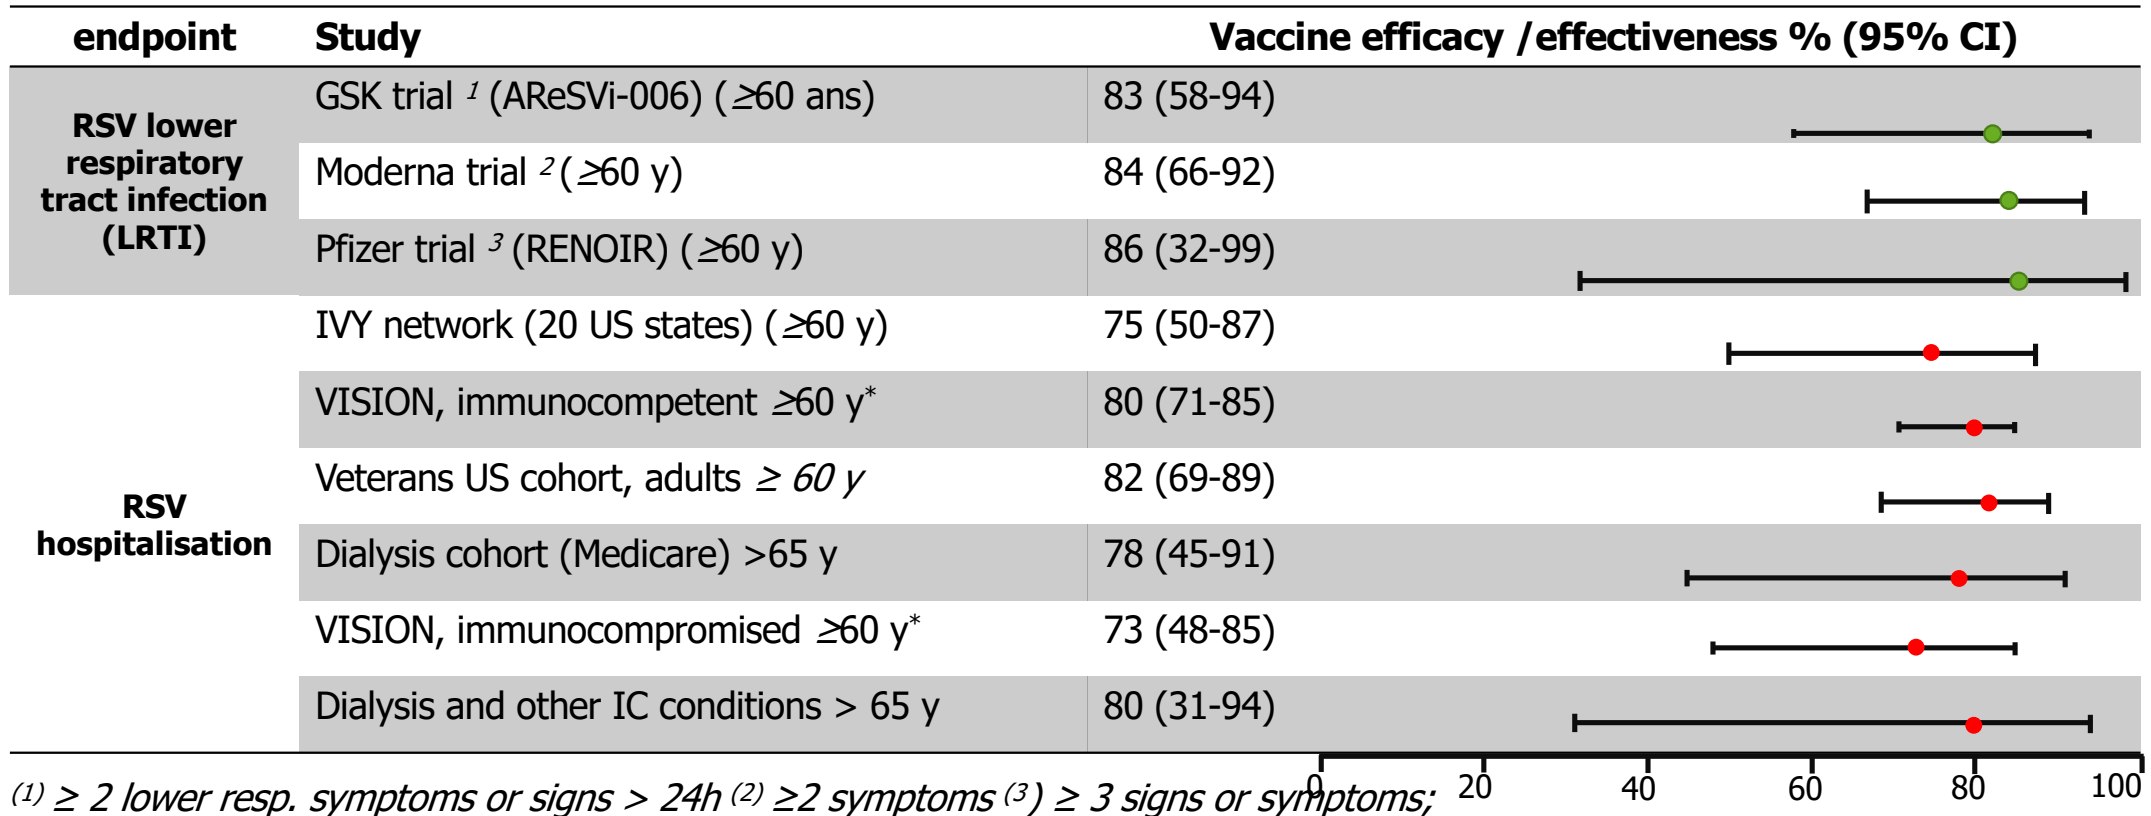 endpoint Study Vaccine efficacy /effectiveness % (95% CI)
RSV lower
respiratory
tract infection
(LRTI)
GSK trial ¹ (AReSVi-006) (≥60 ans) 83 (58-94)
Moderna trial ² (≥60 y) 84 (66-92)
Pfizer trial ³ (RENOIR) (≥60 y) 86 (32-99)
RSV
hospitalisation
IVY network (20 US states) (≥60 y) 75 (50-87)
VISION, immunocompetent ≥60 y* 80 (71-85)
Veterans US cohort, adults ≥ 60 y 82 (69-89)
Dialysis cohort (Medicare) >65 y 78 (45-91)
VISION, immunocompromised ≥60 y* 73 (48-85)
Dialysis and other IC conditions > 65 y 80 (31-94)
0 20 40 60 80 100
(1) ≥ 2 lower resp. symptoms or signs > 24h (2) ≥2 symptoms (3) ≥ 3 signs or symptoms;